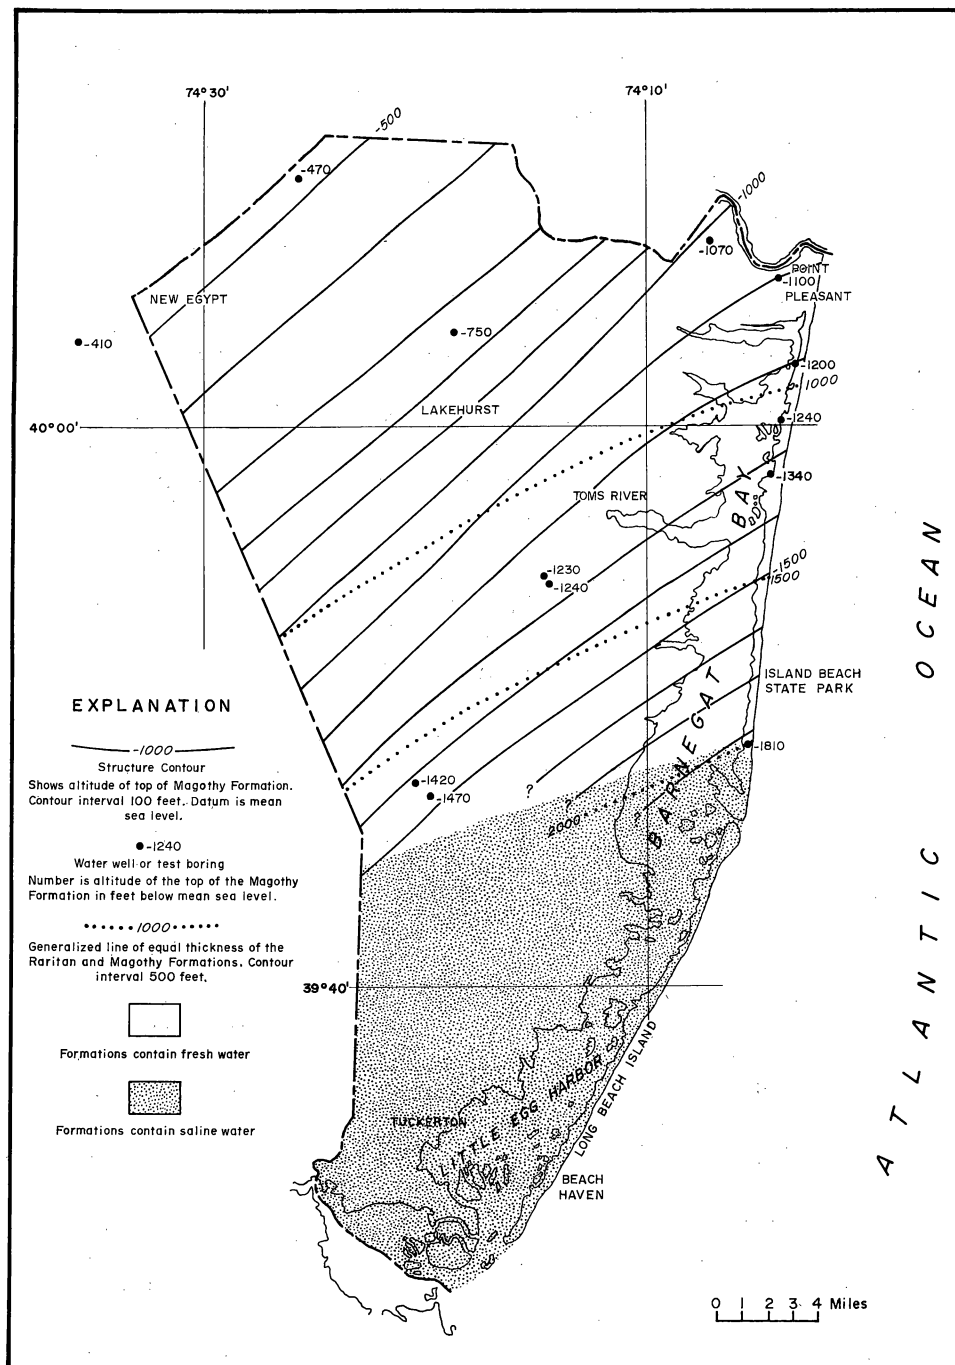 74°30'
74°10'
-500
-470
-1000
-1070
POINT
-1100
PLEASANT
NEW EGYPT
-410
-750
-1200
1000
LAKEHURST
-1240
40°00'
-1340
TOMS RIVER
BAY
-1230
-1240
-1500
1500
ISLAND BEACH
STATE PARK
BARNEGAT
-1810
-1420
-1470
?
?
?
2000
ATLANTIC OCEAN
EXPLANATION
-1000
Structure Contour
Shows altitude of top of Magothy Formation.
Contour interval 100 feet. Datum is mean
sea level.
-1240
Water well or test boring
Number is altitude of the top of the Magothy
Formation in feet below mean sea level.
1000
Generalized line of equal thickness of the
Raritan and Magothy Formations. Contour
interval 500 feet.
Formations contain fresh water
Formations contain saline water
39°40'
TUCKERTON
LITTLE EGG HARBOR
LONG BEACH ISLAND
BEACH
HAVEN
0 1 2 3 4 Miles